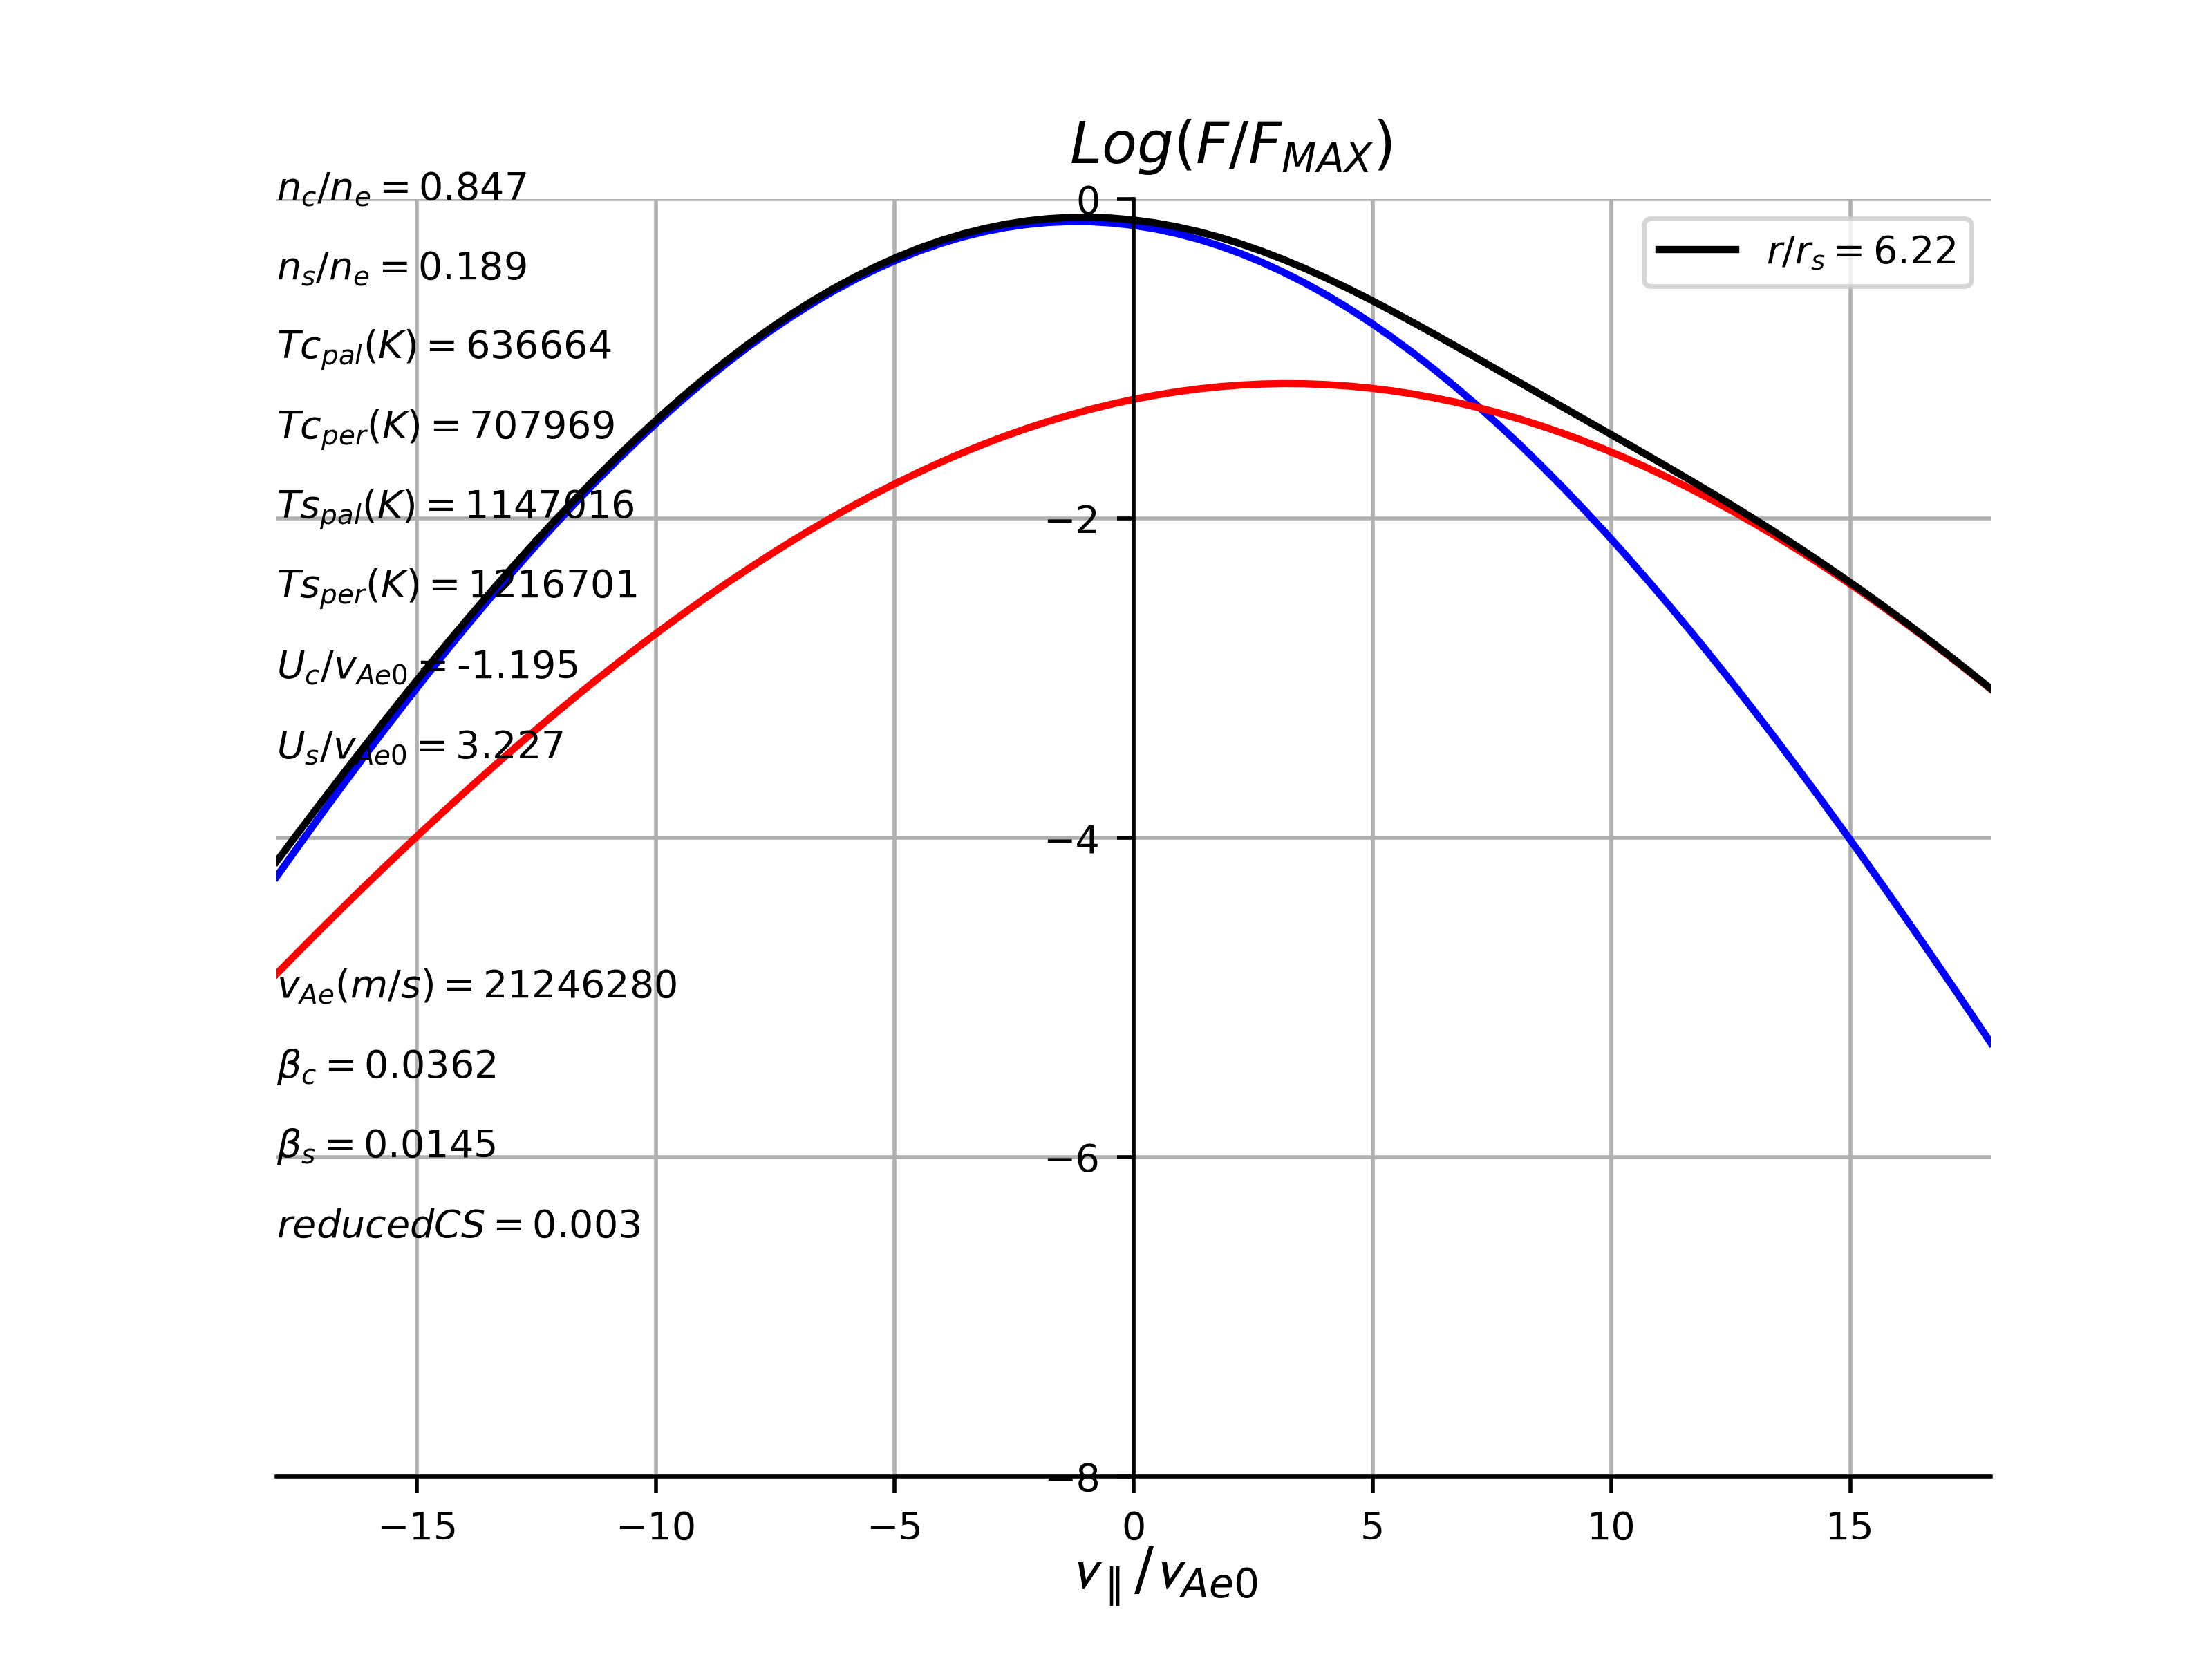 Log(F/F_MAX)
n_c/n_e = 0.847
n_s/n_e = 0.189
Tc_pal(K) = 636664
Tc_per(K) = 707969
Ts_pal(K) = 1147016
Ts_per(K) = 1216701
U_c/v_Ae0 = -1.195
U_s/v_Ae0 = 3.227
v_Ae(m/s) = 21246280
β_c = 0.0362
β_s = 0.0145
reducedCS = 0.003
r/r_s = 6.22
0
−2
−4
−6
−8
−15 −10 −5 0 5 10 15
v_∥/v_Ae0